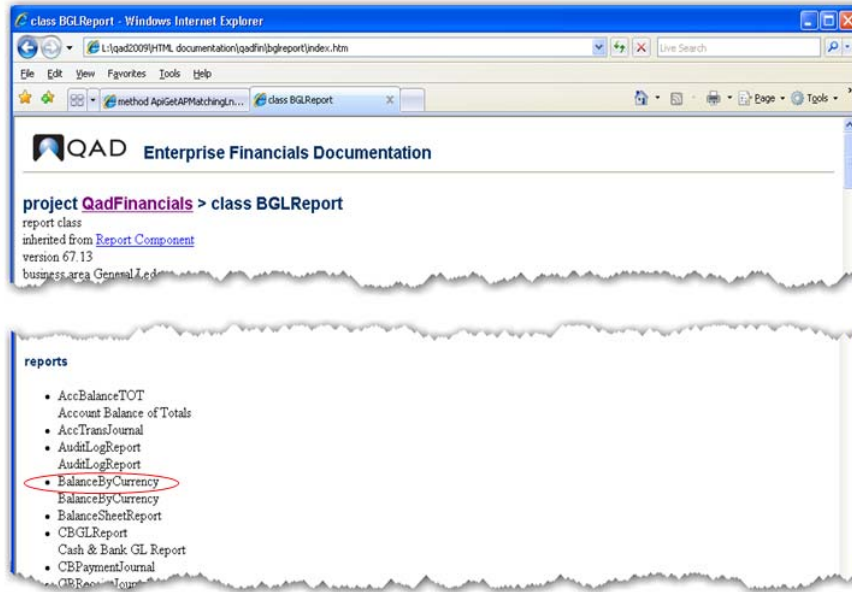 class BGLReport - Windows Internet Explorer
L:\qad2009\HTML documentation\qadfin\bglreport\index.htm
Live Search
File Edit View Favorites Tools Help
method ApiGetAPMatchingLn... class BGLReport Page Tools
QAD Enterprise Financials Documentation
project QadFinancials > class BGLReport
report class
inherited from Report Component
version 67.13
business area General
reports
AccBalanceTOT
Account Balance of Totals
AccTransJournal
AuditLogReport
AuditLogReport
BalanceByCurrency
BalanceByCurrency
BalanceSheetReport
CBGLReport
Cash & Bank GL Report
CBPaymentJournal